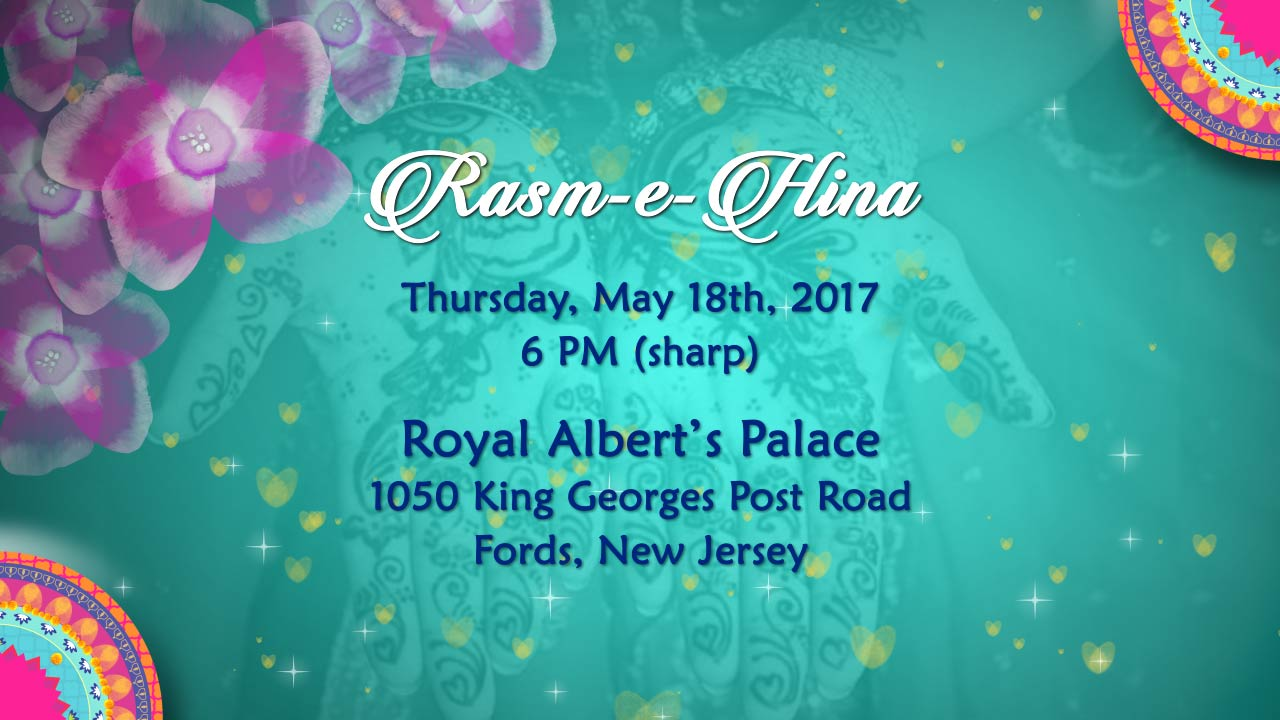 Rasm-e-Hina
Thursday, May 18th, 2017
6 PM (sharp)
Royal Albert’s Palace
1050 King Georges Post Road
Fords, New Jersey